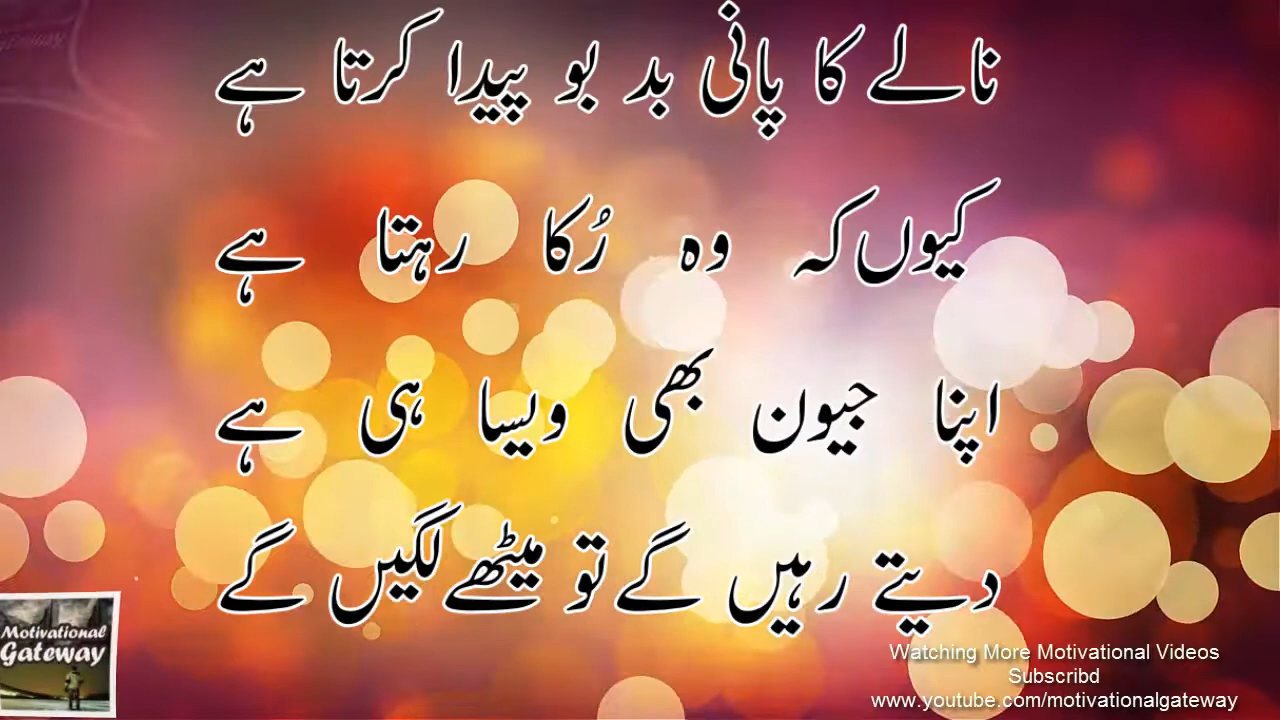 نالے کا پانی بد بو پیدا کرتا ہے
کیوں کہ وہ رُکا رہتا ہے
اپنا جیون بھی ویسا ہی ہے
دیتے رہیں گے تو میٹھے لگیں گے
Motivational
Gateway
Watching More Motivational Videos
Subscribd
www.youtube.com/motivationalgateway